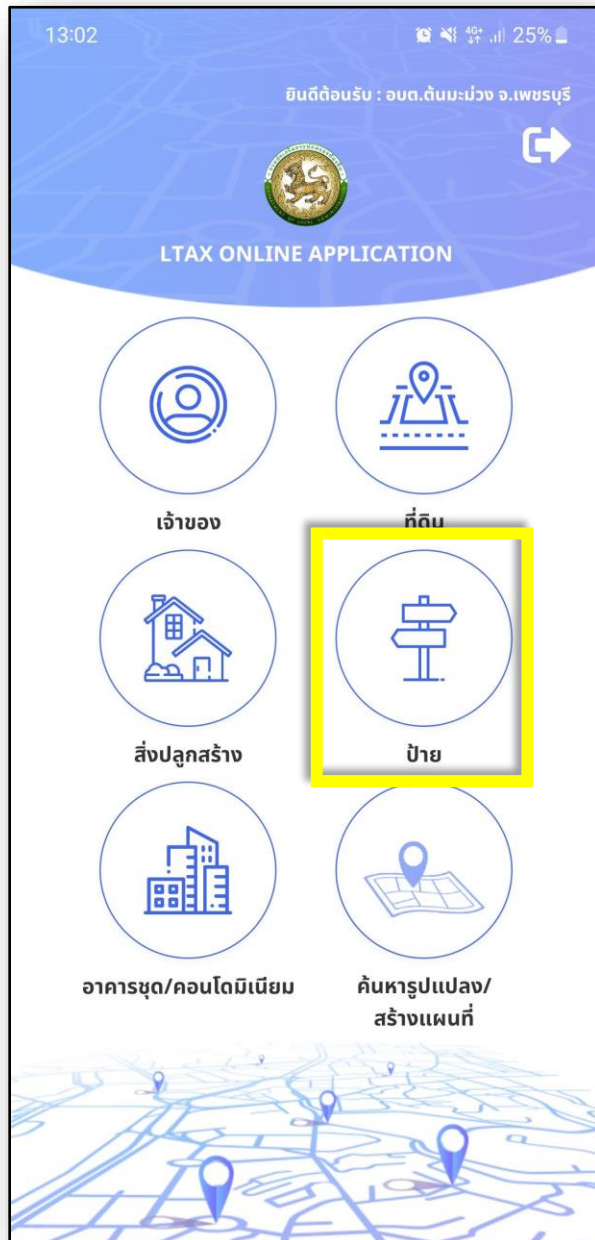 13:02
4G+ 25%
ยินดีต้อนรับ : อบต.ต้นมะม่วง จ.เพชรบุรี
LTAX ONLINE APPLICATION
เจ้าของ
ที่ดิน
สิ่งปลูกสร้าง
ป้าย
อาคารชุด/คอนโดมิเนียม
ค้นหารูปแปลง/
สร้างแผนที่